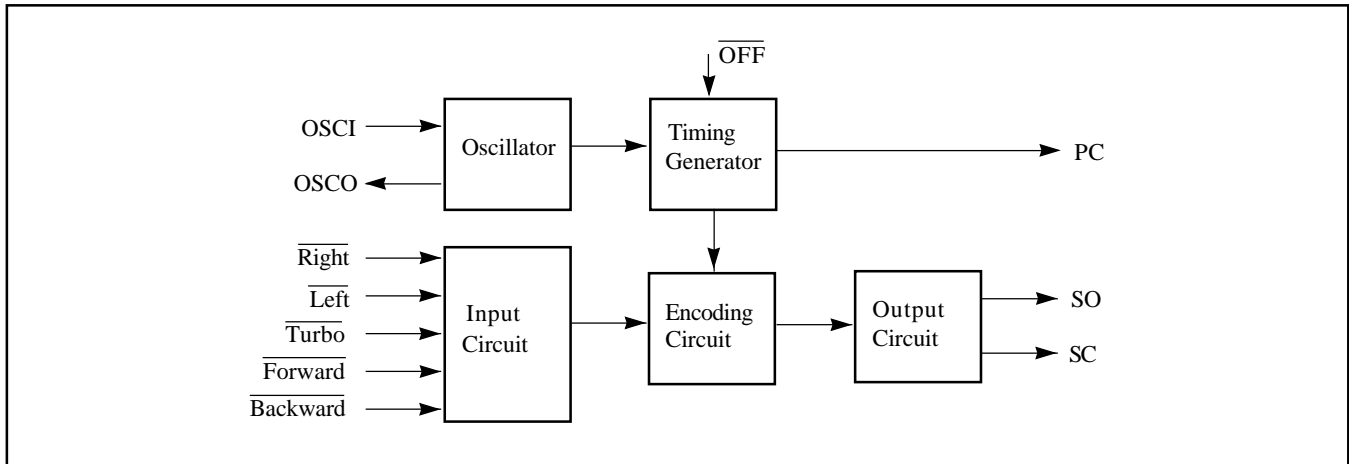 OFF
OSCI
OSCO
Oscillator
Timing
Generator
PC
Right
Left
Turbo
Forward
Backward
Input
Circuit
Encoding
Circuit
Output
Circuit
SO
SC